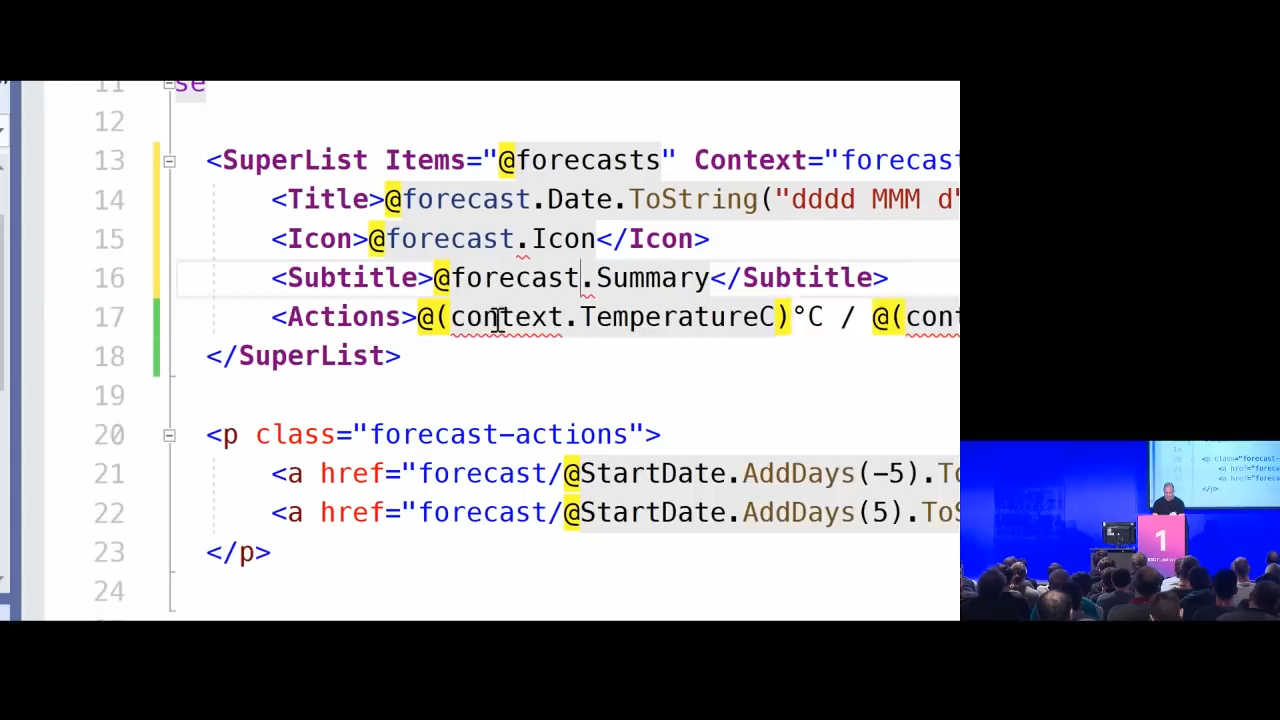 11 se
12
13 <SuperList Items="@forecasts" Context="forecast
14 <Title>@forecast.Date.ToString("dddd MMM d"
15 <Icon>@forecast.Icon</Icon>
16 <Subtitle>@forecast.Summary</Subtitle>
17 <Actions>@(context.TemperatureC)°C / @(cont
18 </SuperList>
19
20 <p class="forecast-actions">
21 <a href="forecast/@StartDate.AddDays(-5).To
22 <a href="forecast/@StartDate.AddDays(5).ToS
23 </p>
24
1